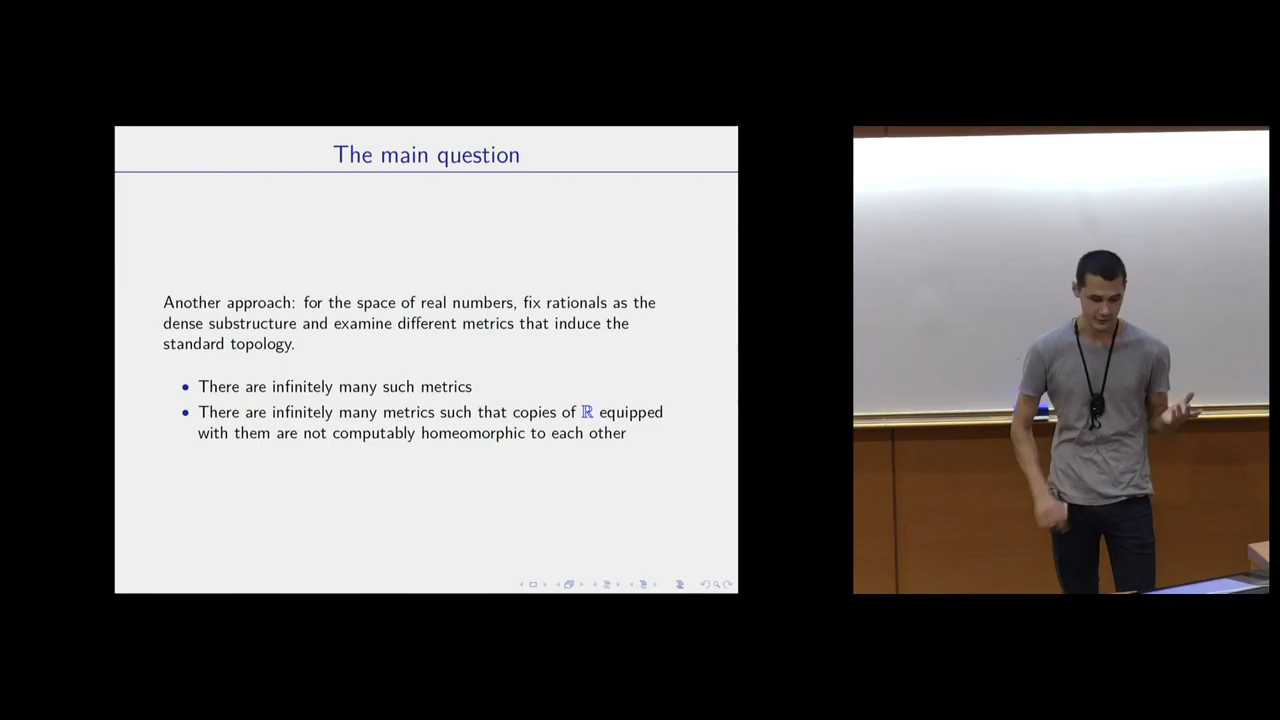 The main question
Another approach: for the space of real numbers, fix rationals as the
dense substructure and examine different metrics that induce the
standard topology.
• There are infinitely many such metrics
• There are infinitely many metrics such that copies of ℝ equipped
with them are not computably homeomorphic to each other